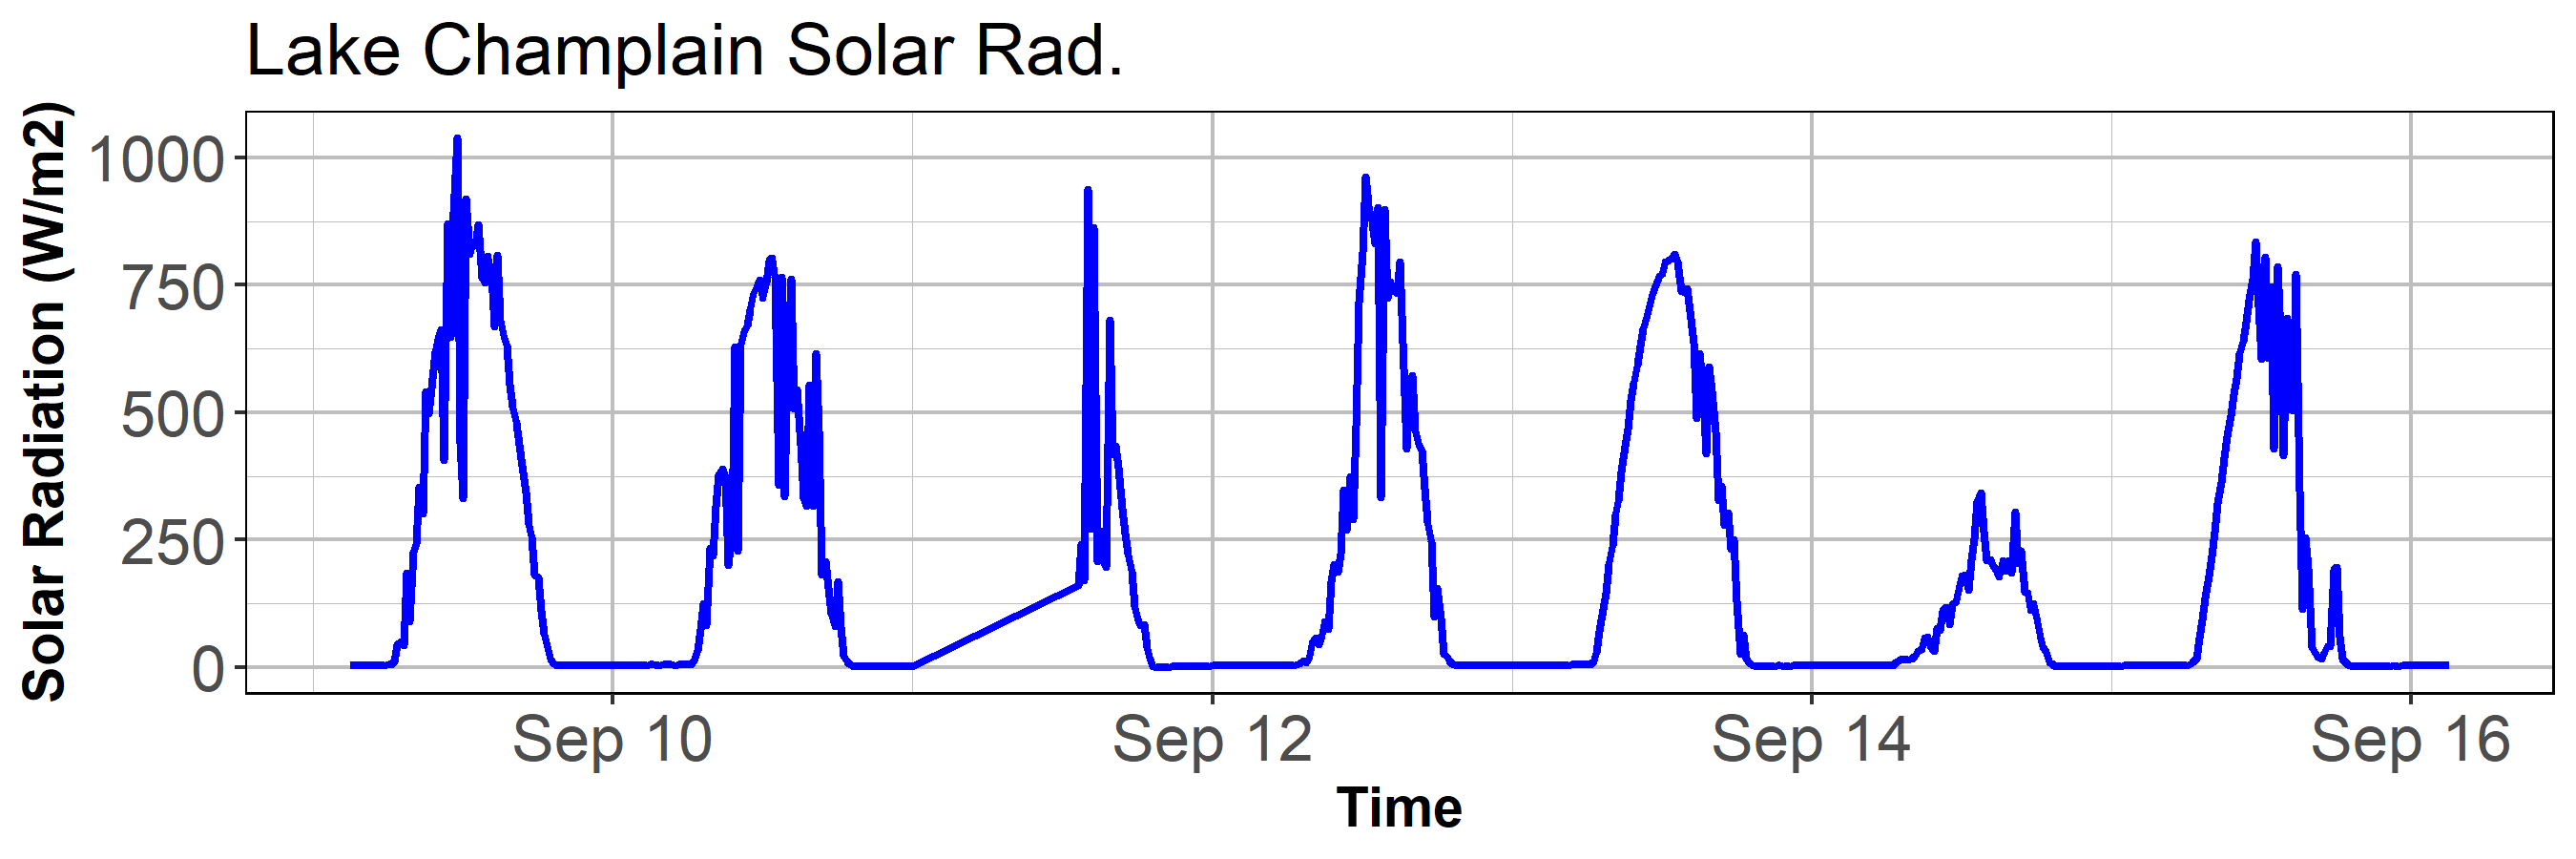 Lake Champlain Solar Rad.
Solar Radiation (W/m2)
1000
750
500
250
0
Sep 10
Sep 12
Sep 14
Sep 16
Time